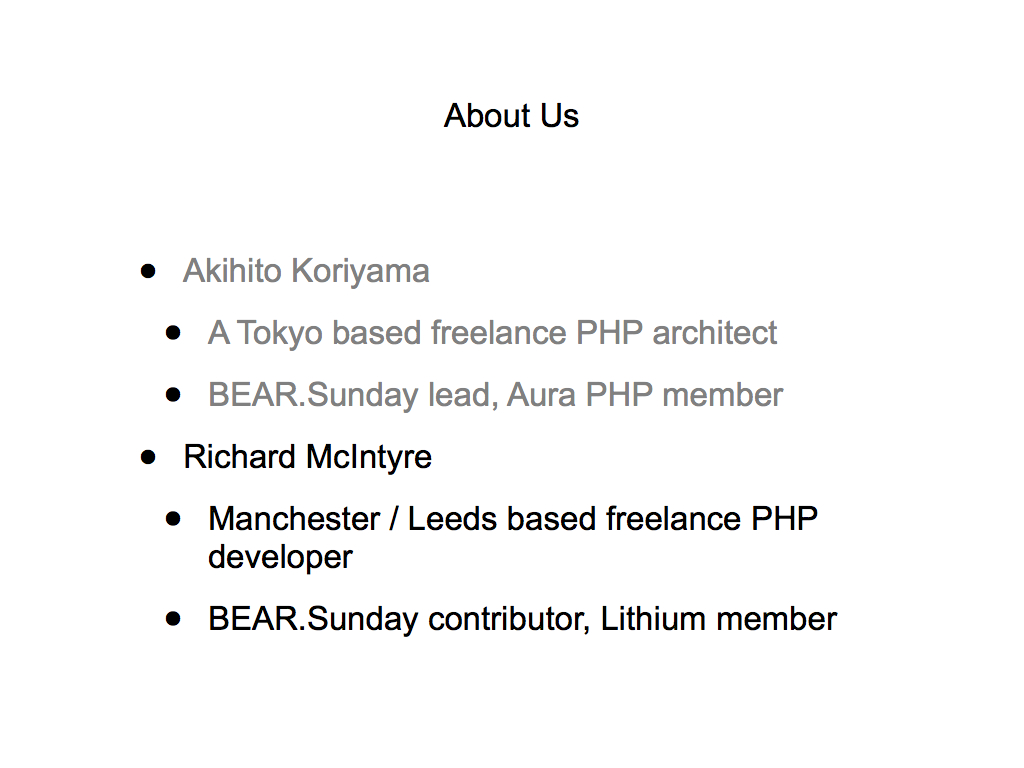 About Us
● Akihito Koriyama
● A Tokyo based freelance PHP architect
● BEAR.Sunday lead, Aura PHP member
● Richard McIntyre
● Manchester / Leeds based freelance PHP
developer
● BEAR.Sunday contributor, Lithium member